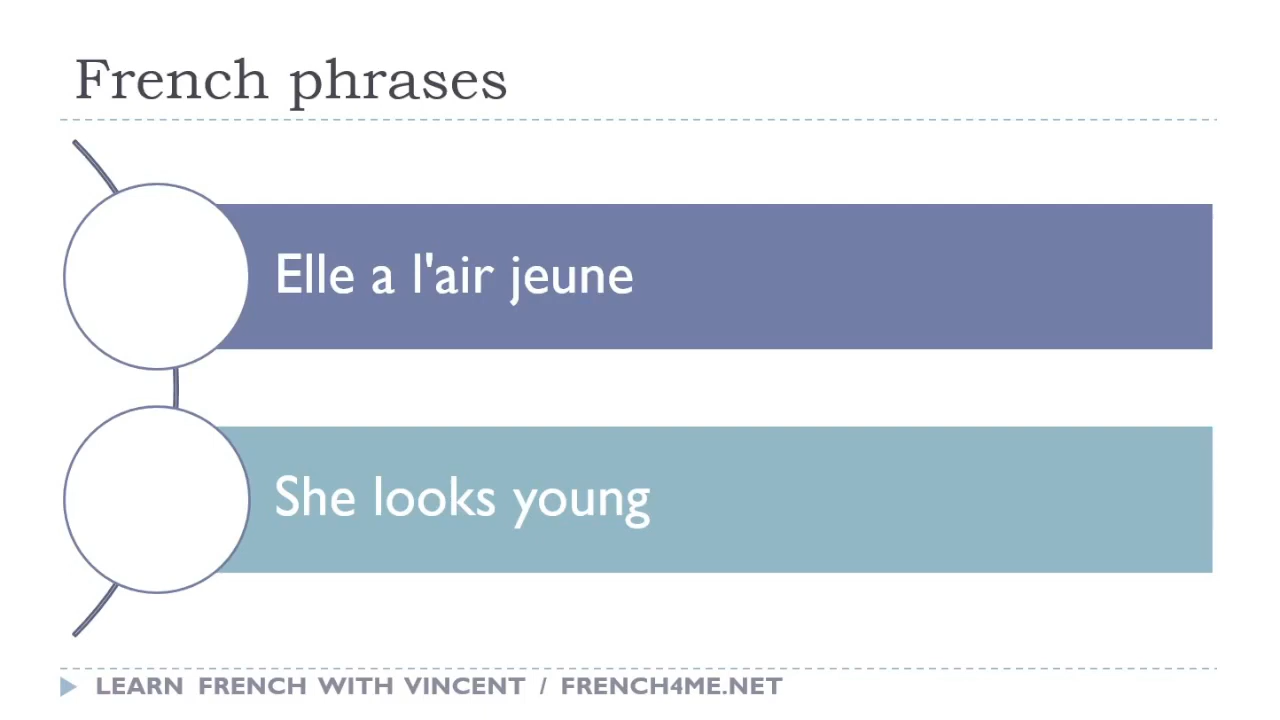 French phrases
Elle a l'air jeune
She looks young
LEARN FRENCH WITH VINCENT / FRENCH4ME.NET